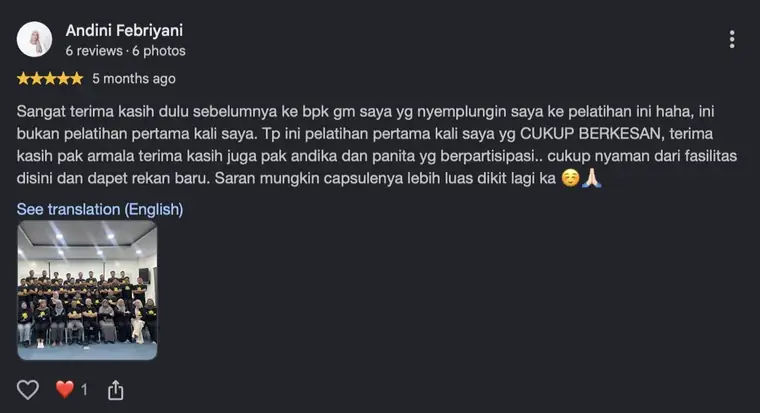 Andini Febriyani
6 reviews · 6 photos
5 months ago
Sangat terima kasih dulu sebelumnya ke bpk gm saya yg nyemplungin saya ke pelatihan ini haha, ini
bukan pelatihan pertama kali saya. Tp ini pelatihan pertama kali saya yg CUKUP BERKESAN, terima
kasih pak armala terima kasih juga pak andika dan panita yg berpartisipasi.. cukup nyaman dari fasilitas
disini dan dapet rekan baru. Saran mungkin capsulenya lebih luas dikit lagi ka ☺️🙏🏻
See translation (English)
1